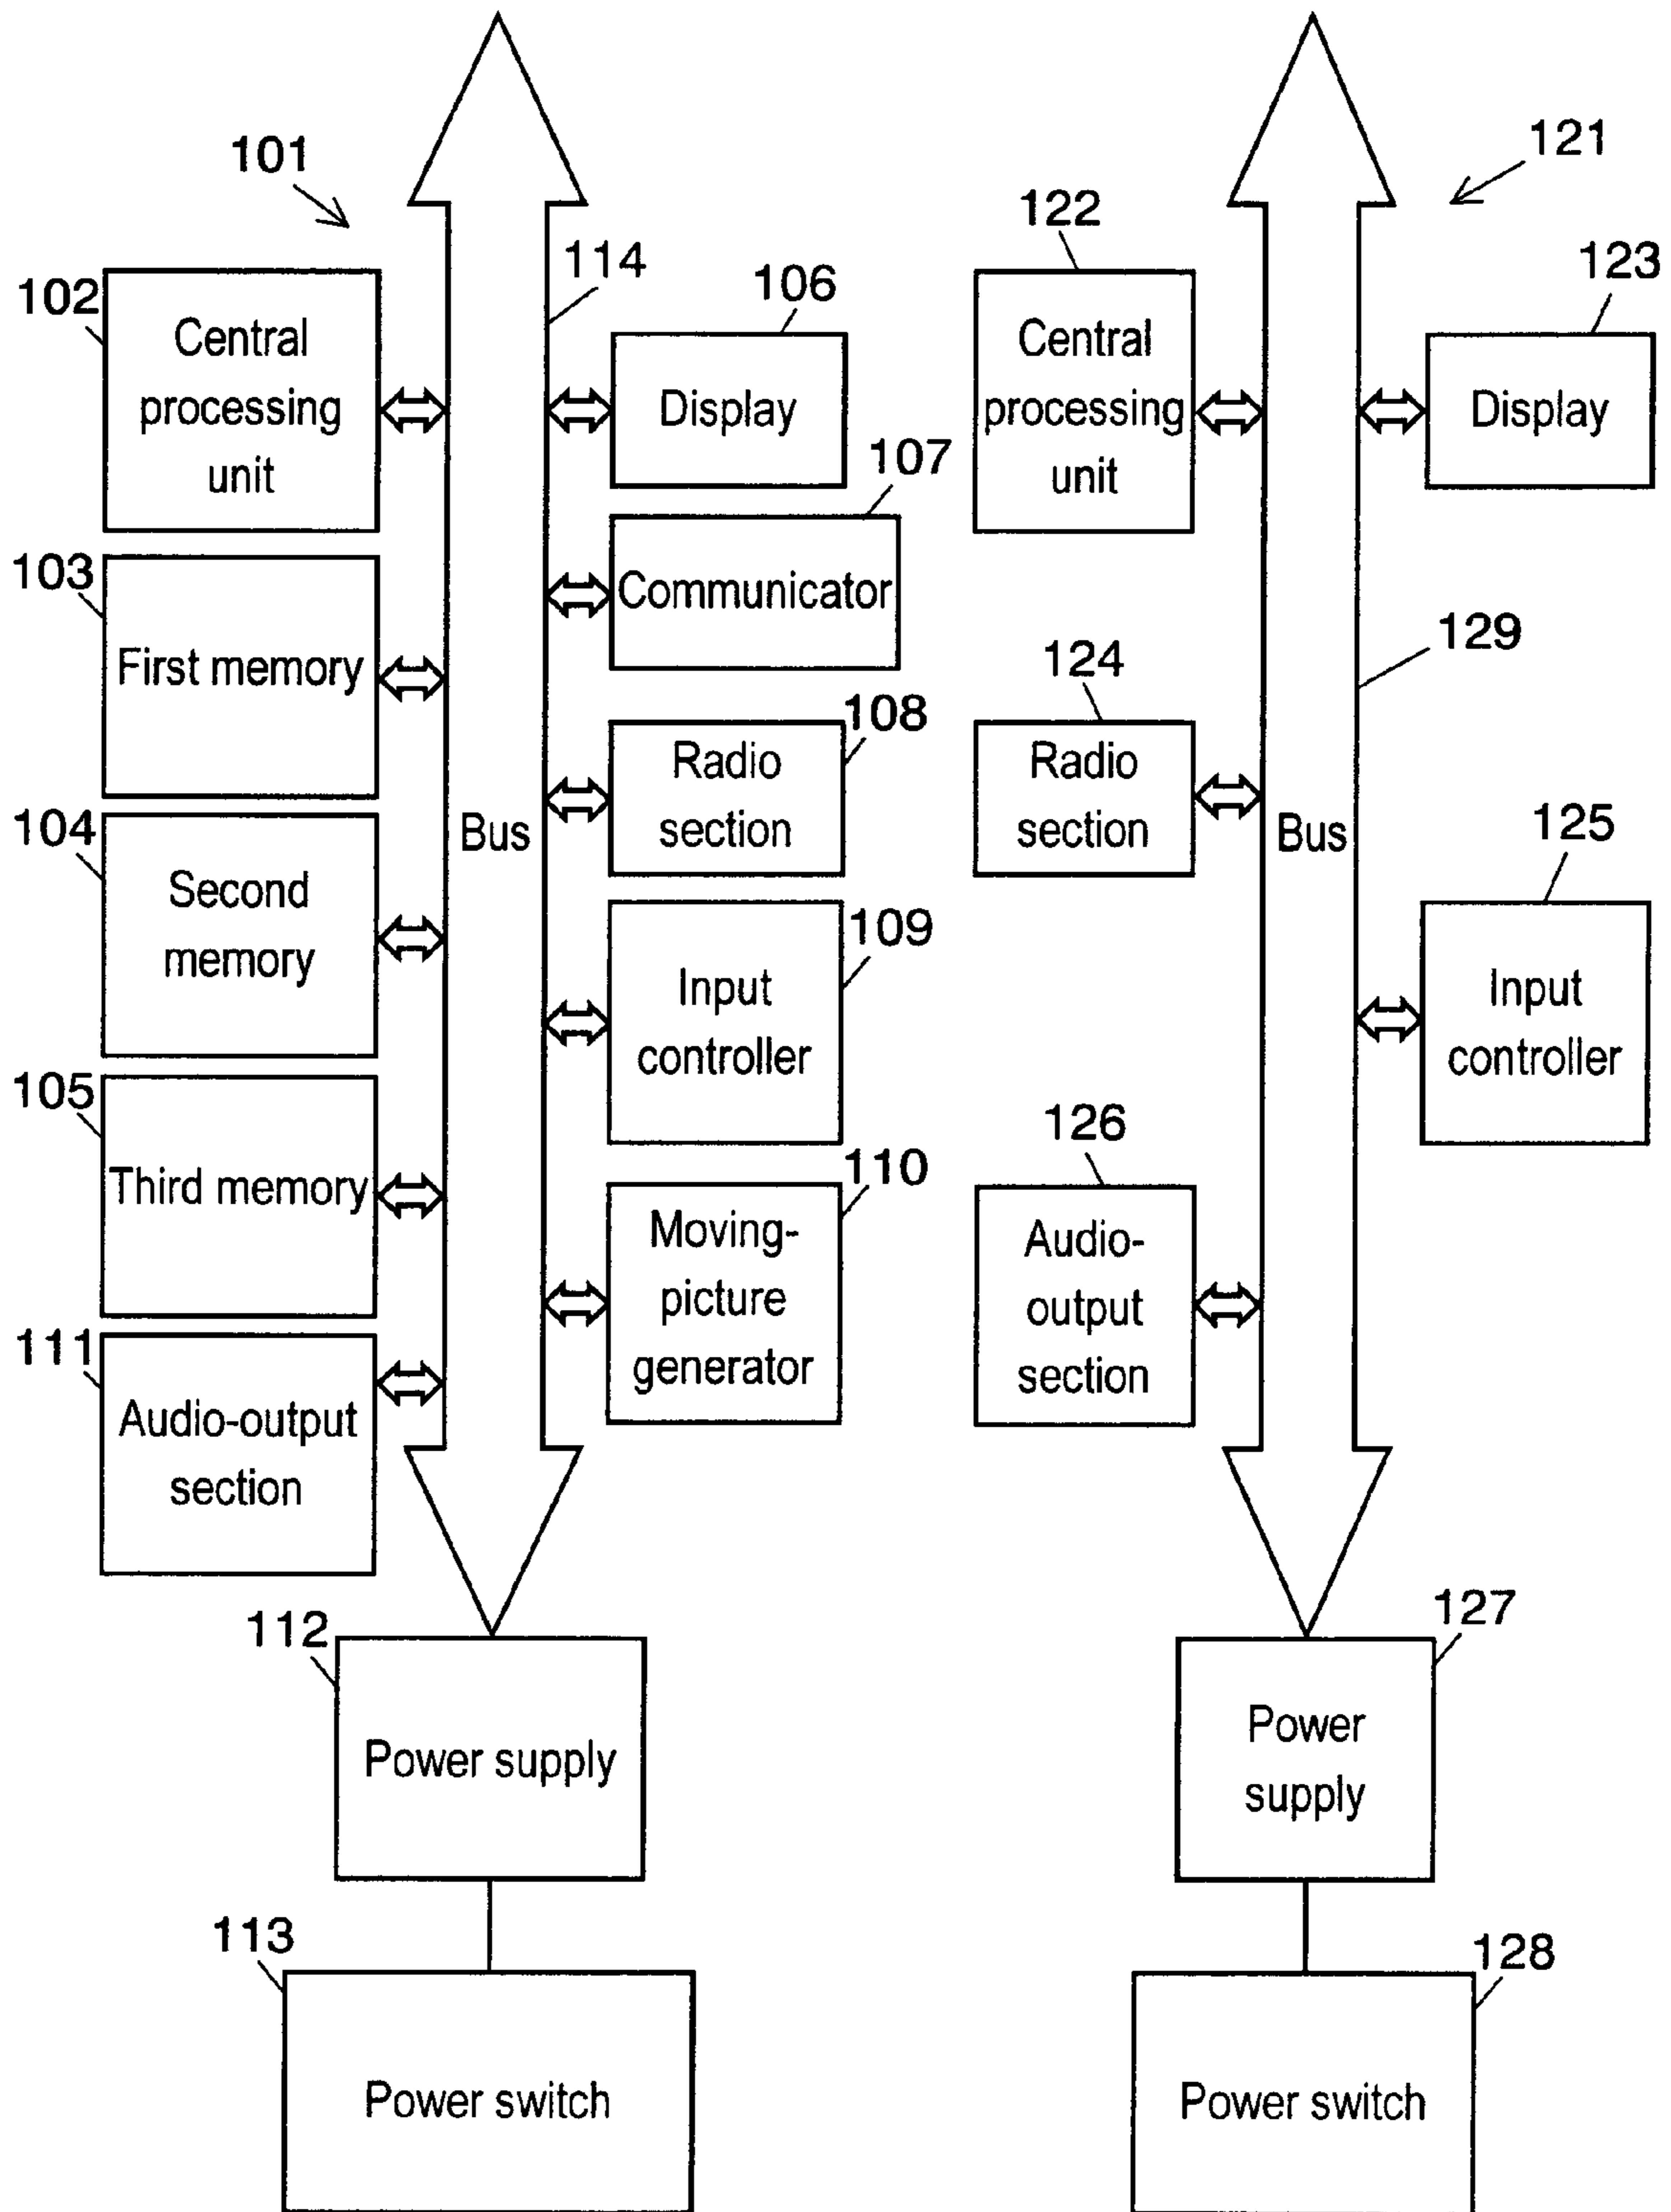 101
121
122
114
106
123
102
Central
processing
unit
Display
Central
processing
unit
Display
107
103
Communicator
129
First memory
124
108
Radio
section
Radio
section
104
Bus
Bus
125
Second
memory
109
Input
controller
Input
controller
105
126
110
Third memory
Moving-
picture
generator
Audio-
output
section
111
Audio-output
section
112
127
Power supply
Power
supply
113
128
Power switch
Power switch